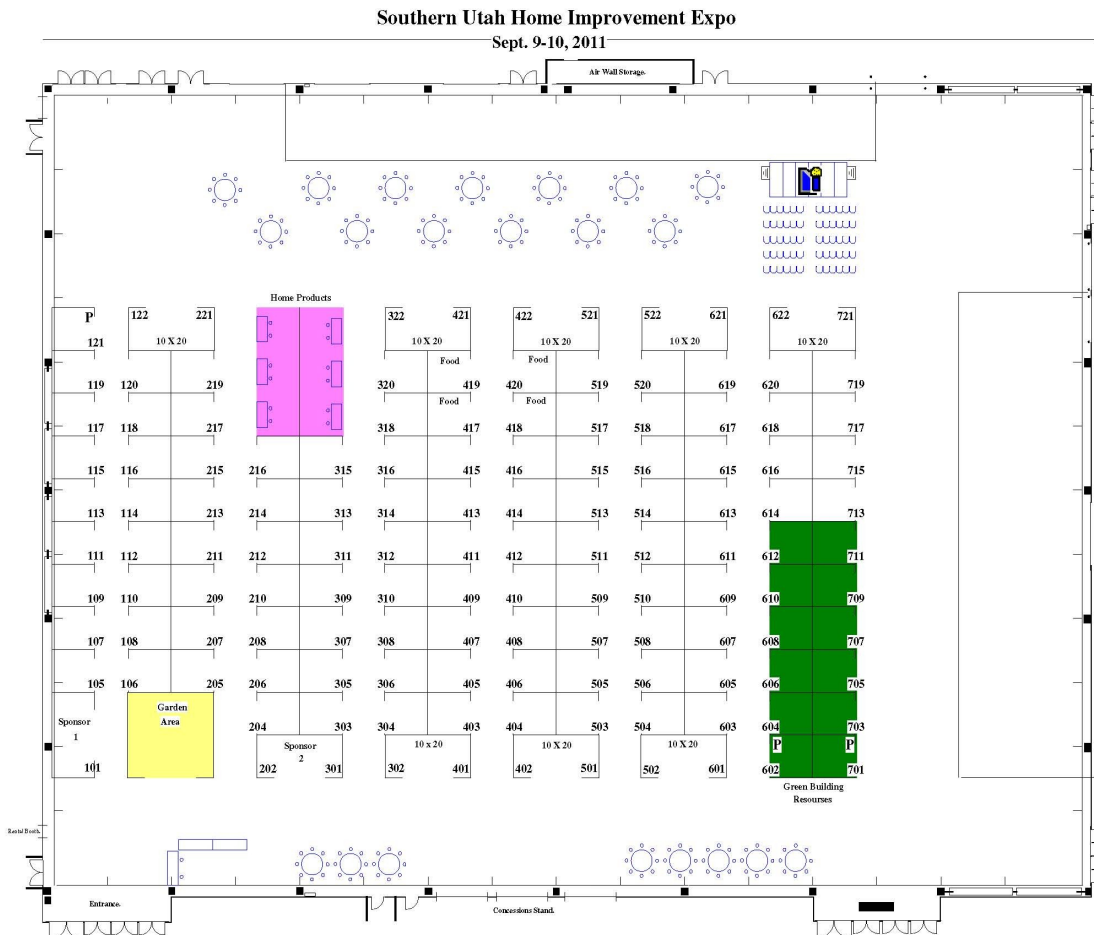 Southern Utah Home Improvement Expo
Sept. 9-10, 2011
Air Wall Storage.
Home Products
P 122 221 322 421 422 521 522 621 622 721
121 10 X 20 10 X 20 10 X 20 10 X 20 10 X 20
Food Food
119 120 219 320 419 420 519 520 619 620 719
Food Food
117 118 217 318 417 418 517 518 617 618 717
115 116 215 216 315 316 415 416 515 516 615 616 715
113 114 213 214 313 314 413 414 513 514 613 614 713
111 112 211 212 311 312 411 412 511 512 611 612 711
109 110 209 210 309 310 409 410 509 510 609 610 709
107 108 207 208 307 308 407 408 507 508 607 608 707
105 106 205 206 305 306 405 406 505 506 605 606 705
Sponsor
1
Garden
Area
204 303 304 403 404 503 504 603 604 703
Sponsor
2
10 x 20 10 X 20 10 X 20 P P
101 202 301 302 401 402 501 502 601 602 701
Green Building
Resourses
Rental Booth.
Entrance.
Concessions Stand.